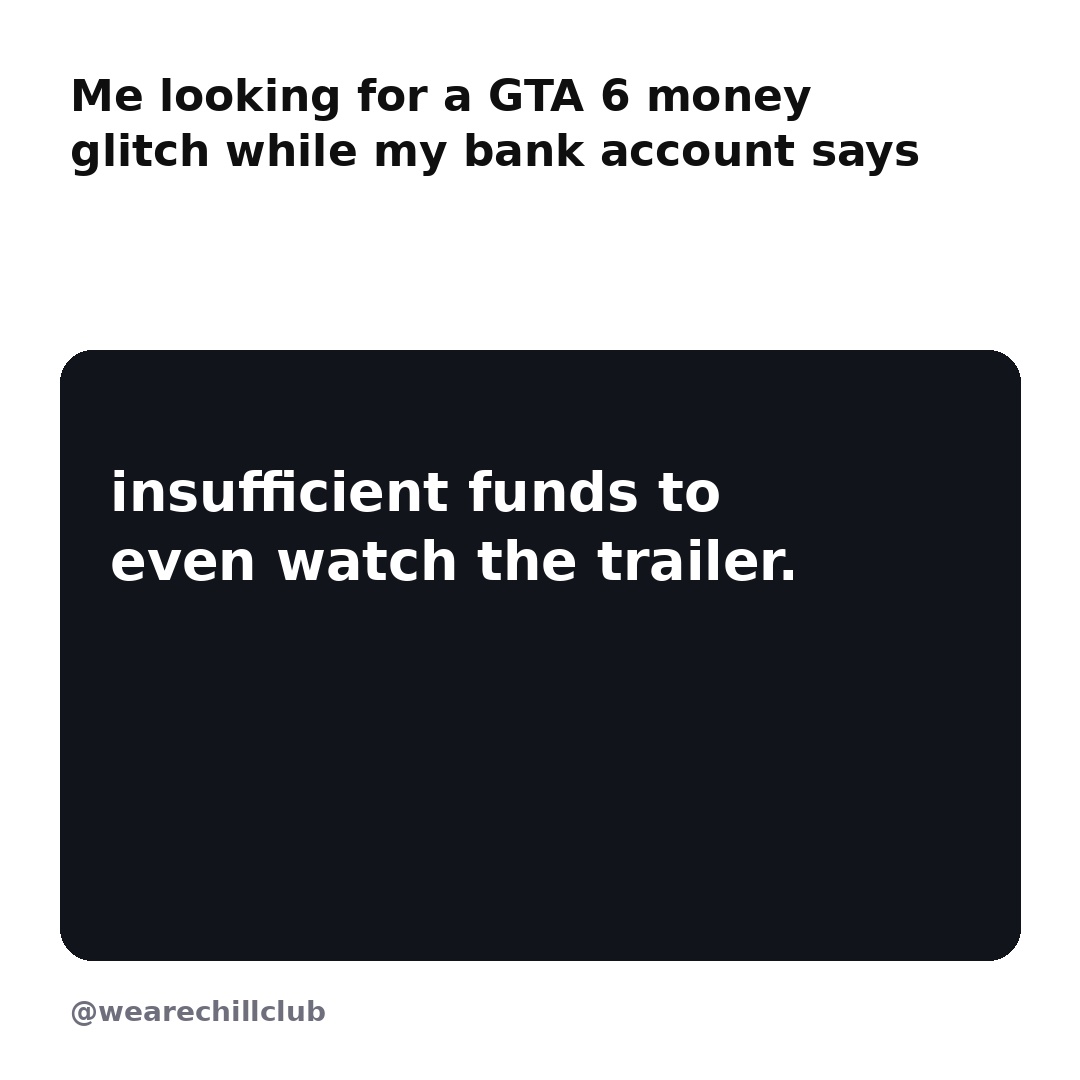 Me looking for a GTA 6 money
glitch while my bank account says
insufficient funds to
even watch the trailer.
@wearechillclub